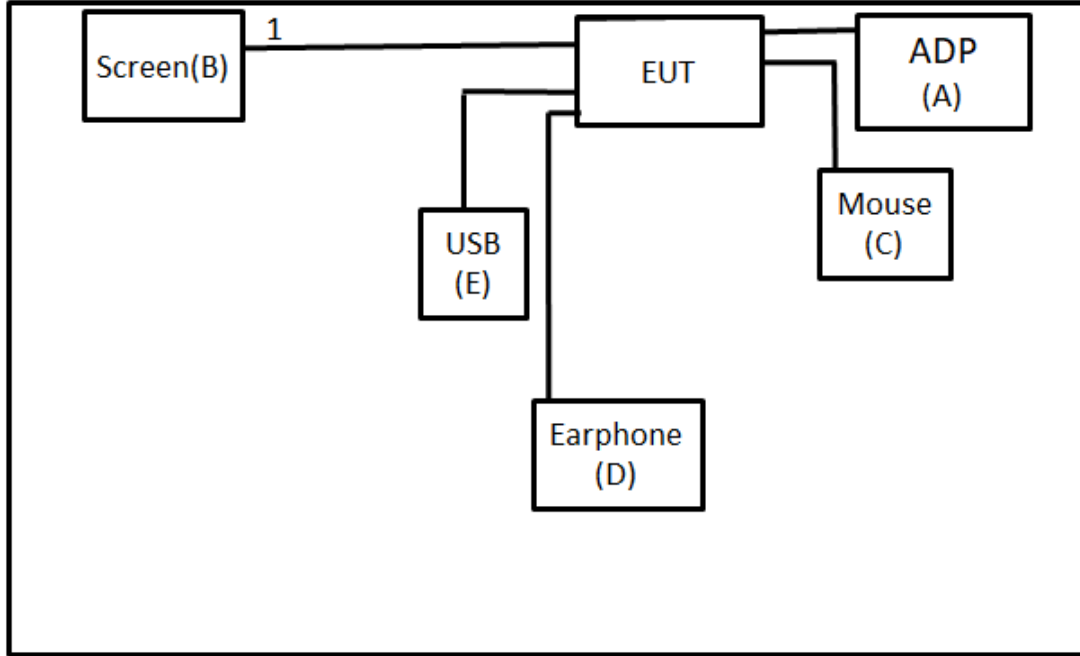 1
Screen(B)
EUT
ADP
(A)
Mouse
(C)
USB
(E)
Earphone
(D)